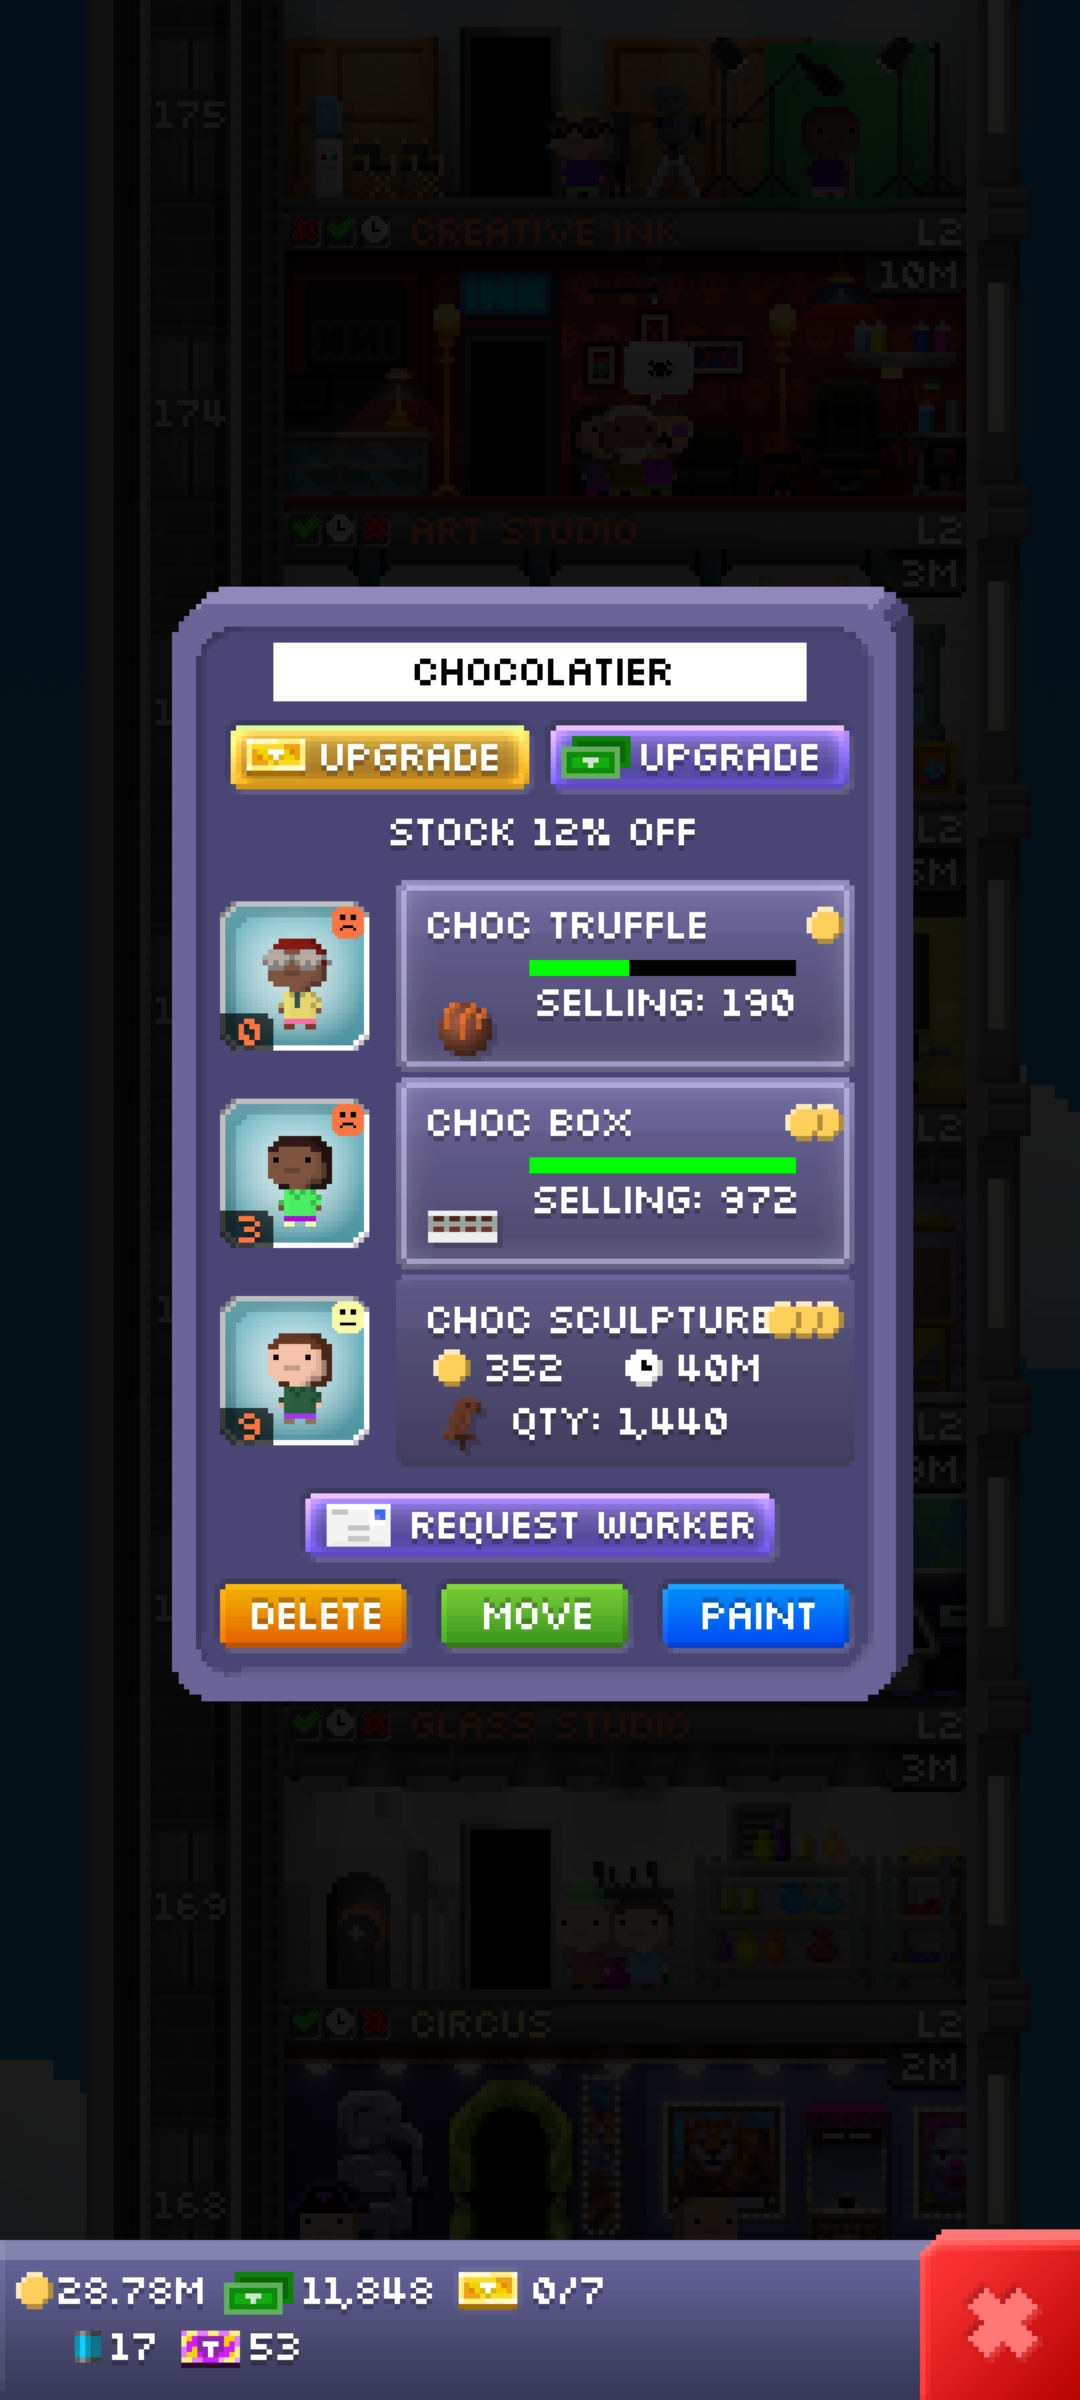 175
CREATIVE INK L2
10M
INK
174
ART STUDIO L2
3M
CHOCOLATIER
UPGRADE UPGRADE
STOCK 12% OFF
CHOC TRUFFLE
SELLING: 190
0
CHOC BOX
SELLING: 972
3
CHOC SCULPTURE
352 40M
QTY: 1,440
9
REQUEST WORKER
DELETE MOVE PAINT
GLASS STUDIO L2
3M
169
CIRCUS L2
2M
168
28.78M 11,848 0/7
17 53